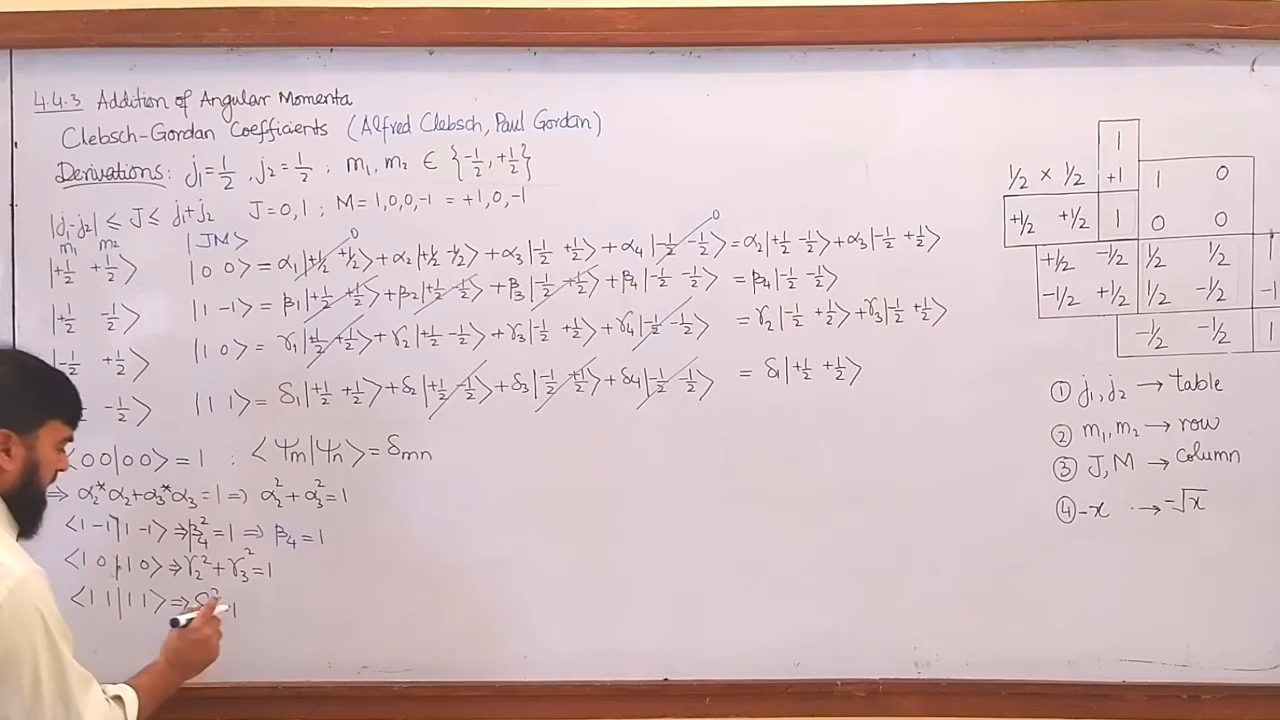 4.4.3 Addition of Angular Momenta
Clebsch-Gordan Coefficients (Alfred Clebsch, Paul Gordan)
Derivations: j₁=1/2, j₂=1/2 ; m₁, m₂ ∈ {-1/2, +1/2}
|j₁-j₂| ≤ J ≤ j₁+j₂ J=0,1 ; M=1,0,0,-1 = +1,0,-1
m₁ m₂ |JM⟩
|+1/2 +1/2⟩ |0 0⟩ = α₁|+1/2 +1/2⟩ + α₂|+1/2 -1/2⟩ + α₃|-1/2 +1/2⟩ + α₄|-1/2 -1/2⟩ = α₂|+1/2 -1/2⟩ + α₃|-1/2 +1/2⟩
0 0
|+1/2 -1/2⟩ |1 -1⟩ = β₁|+1/2 +1/2⟩ + β₂|+1/2 -1/2⟩ + β₃|-1/2 +1/2⟩ + β₄|-1/2 -1/2⟩ = β₄|-1/2 -1/2⟩
|-1/2 +1/2⟩ |1 0⟩ = γ₁|+1/2 +1/2⟩ + γ₂|+1/2 -1/2⟩ + γ₃|-1/2 +1/2⟩ + γ₄|-1/2 -1/2⟩ = γ₂|-1/2 +1/2⟩ + γ₃|-1/2 +1/2⟩
-1/2⟩ |1 1⟩ = δ₁|+1/2 +1/2⟩ + δ₂|+1/2 -1/2⟩ + δ₃|-1/2 +1/2⟩ + δ₄|-1/2 -1/2⟩ = δ₁|+1/2 +1/2⟩
⟨00|00⟩ = 1 : ⟨Ψm|Ψn⟩ = δmn
⇒ α₂*α₂+α₃*α₃=1 ⇒ α₂²+α₃²=1
⟨1 -1|1 -1⟩ ⇒ β₄²=1 ⇒ β₄=1
⟨1 0|1 0⟩ ⇒ γ₂²+γ₃²=1
⟨1 1|1 1⟩ ⇒ 1
1
1/2 × 1/2 +1 1 0
+1/2 +1/2 1 0 0
+1/2 -1/2 1/2 1/2 1
-1/2 +1/2 1/2 -1/2 -1
-1/2 -1/2 1
① j₁, j₂ → table
② m₁, m₂ → row
③ J, M → column
④ -x → -√x